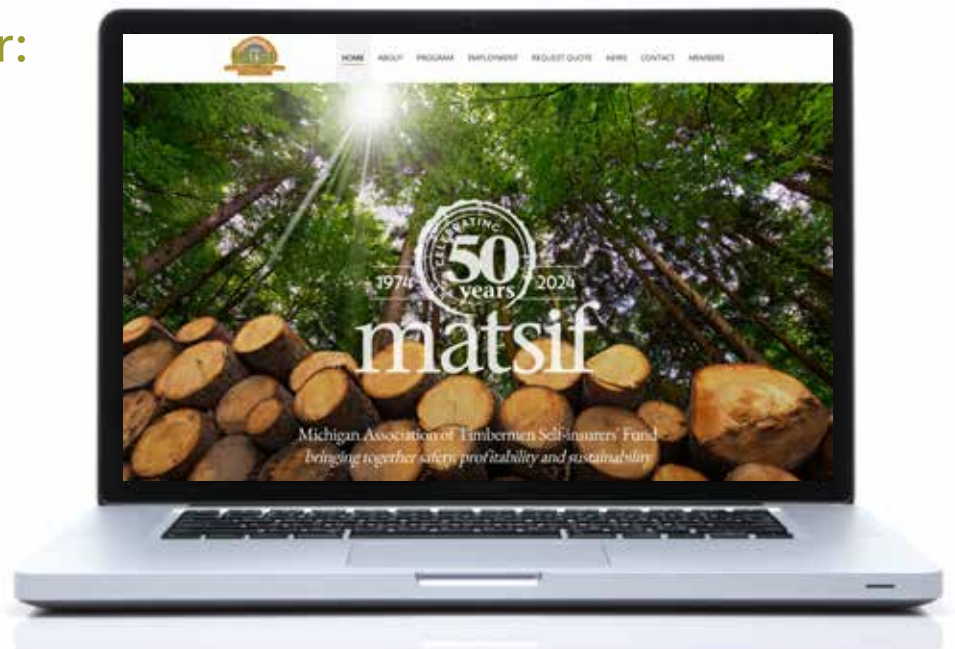 r:
HOME ABOUT PROGRAM EMPLOYMENT REQUEST QUOTE NEWS CONTACT MEMBERS
CELEBRATING
50
years
1974 2024
matsif
Michigan Association of Timbermen Self-insurers' Fund
bringing together safety, profitability and sustainability